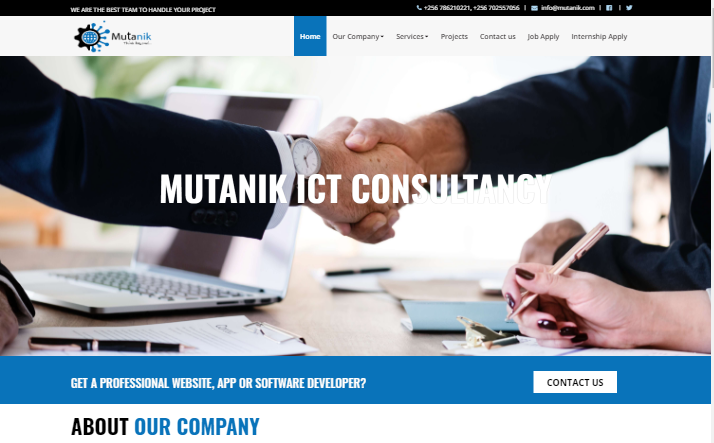 WE ARE THE BEST TEAM TO HANDLE YOUR PROJECT
+256 786210221, +256 702557056 | info@mutanik.com | |
Mutanik
Think Beyond..
Home Our Company Services Projects Contact us Job Apply Internship Apply
MUTANIK ICT CONSULTANCY
GET A PROFESSIONAL WEBSITE, APP OR SOFTWARE DEVELOPER?
CONTACT US
ABOUT OUR COMPANY